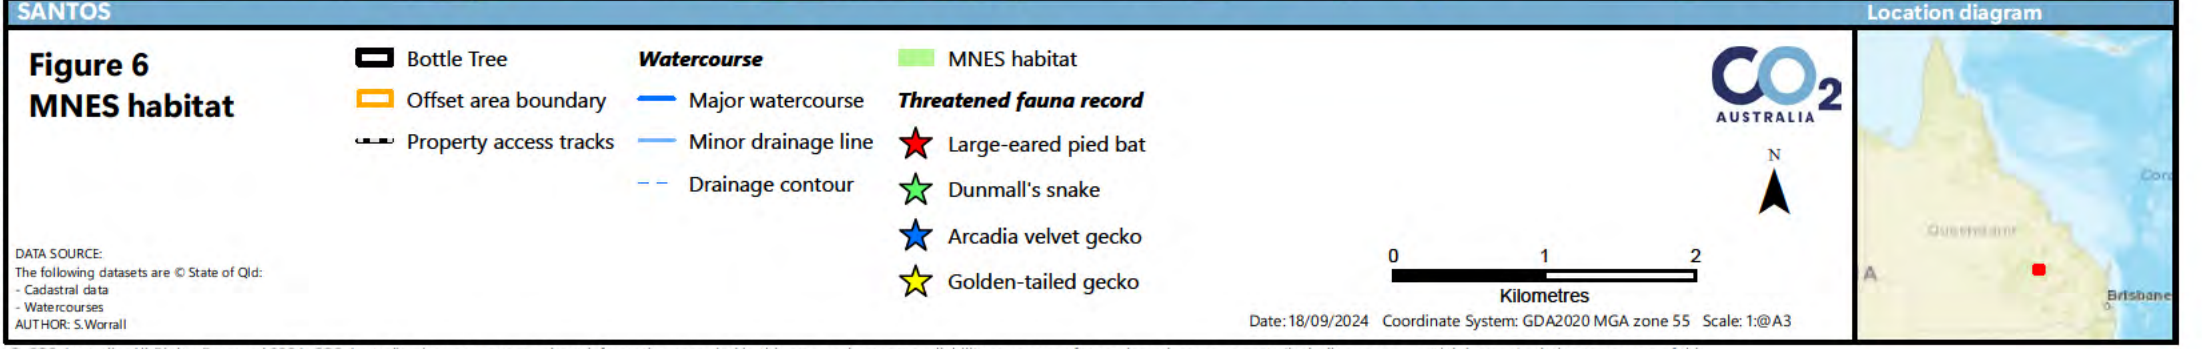 SANTOS
Location diagram
Figure 6
MNES habitat
Bottle Tree
Offset area boundary
Property access tracks
Watercourse
Major watercourse
Minor drainage line
Drainage contour
MNES habitat
Threatened fauna record
Large-eared pied bat
Dunmall's snake
Arcadia velvet gecko
Golden-tailed gecko
CO2
AUSTRALIA
N
0 1 2
Kilometres
Date:18/09/2024 Coordinate System: GDA2020 MGA zone 55 Scale: 1:@A3
DATA SOURCE:
The following datasets are © State of Qld:
- Cadastral data
- Watercourses
AUTHOR: S.Worrall
Queensland
A
Brisbane